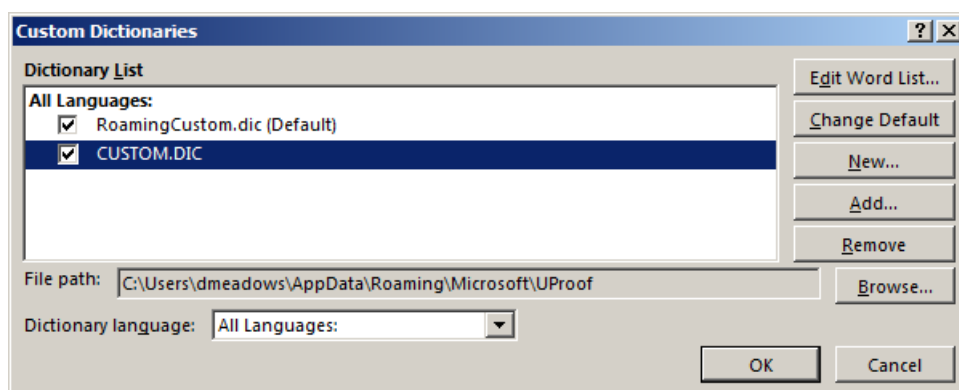 Custom Dictionaries
? X
Dictionary List
Edit Word List...
All Languages:
RoamingCustom.dic (Default)
Change Default
CUSTOM.DIC
New...
Add...
Remove
File path: C:\Users\dmeadows\AppData\Roaming\Microsoft\UProof
Browse...
Dictionary language: All Languages:
OK Cancel